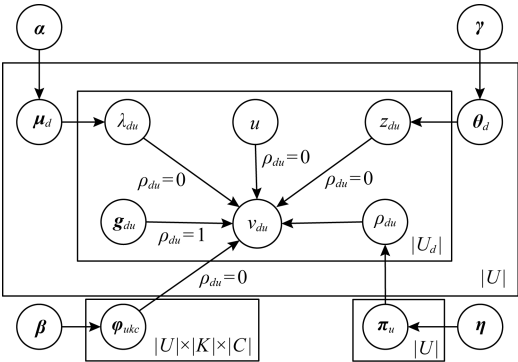 α γ
μ_d λ_du u z_du θ_d
ρ_du=0
ρ_du=0 ρ_du=0
g_du ρ_du=1 v_du ρ_du
|U_d|
ρ_du=0 |U|
β φ_ukc |U|×|K|×|C| π_u |U| η